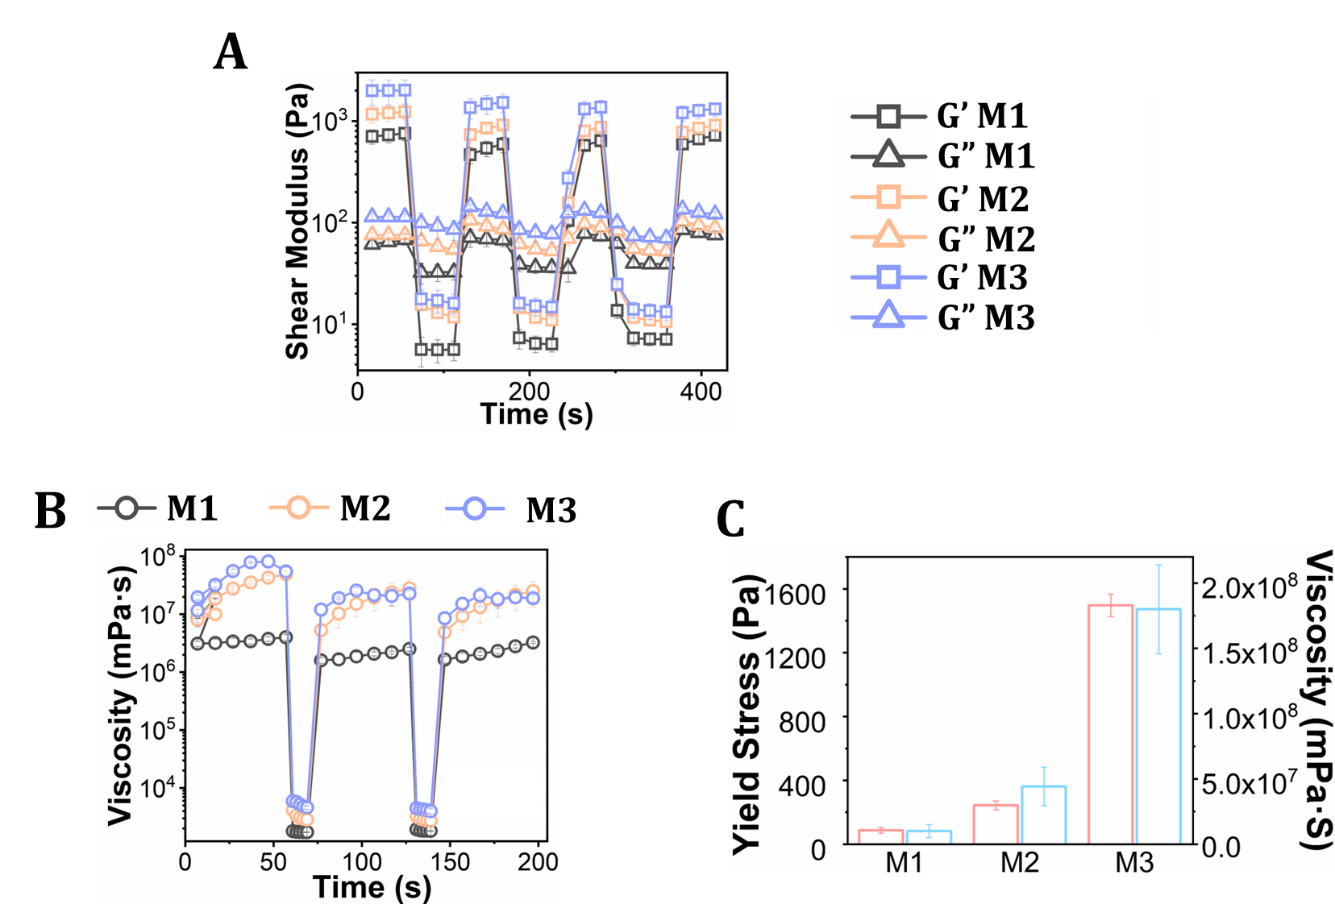 A
Shear Modulus (Pa)
10³
10²
10¹
0
200
400
Time (s)
G’ M1
G” M1
G’ M2
G” M2
G’ M3
G” M3
B
M1
M2
M3
Viscosity (mPa·s)
10⁸
10⁷
10⁶
10⁵
10⁴
0
50
100
150
200
Time (s)
C
Yield Stress (Pa)
1600
1200
800
400
0
M1
M2
M3
2.0x10⁸
1.5x10⁸
1.0x10⁸
5.0x10⁷
0.0
Viscosity (mPa·S)